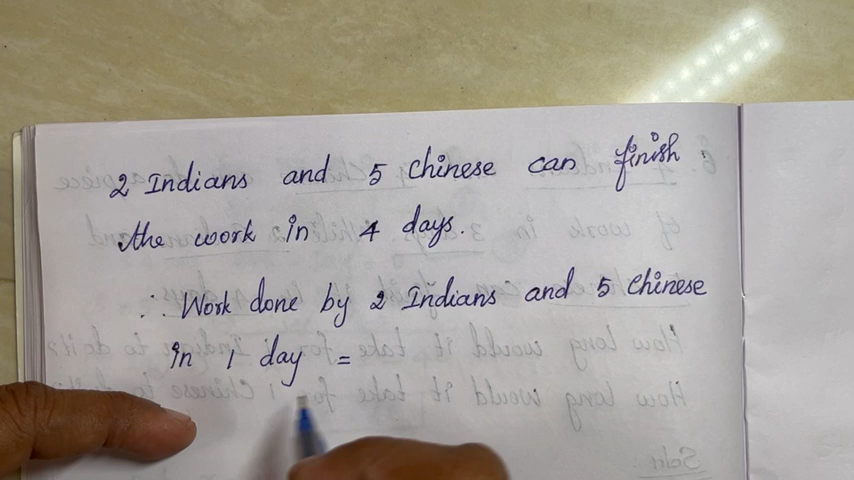 2 Indians and 5 Chinese can finish
the work in 4 days.
∴ Work done by 2 Indians and 5 Chinese
in 1 day =